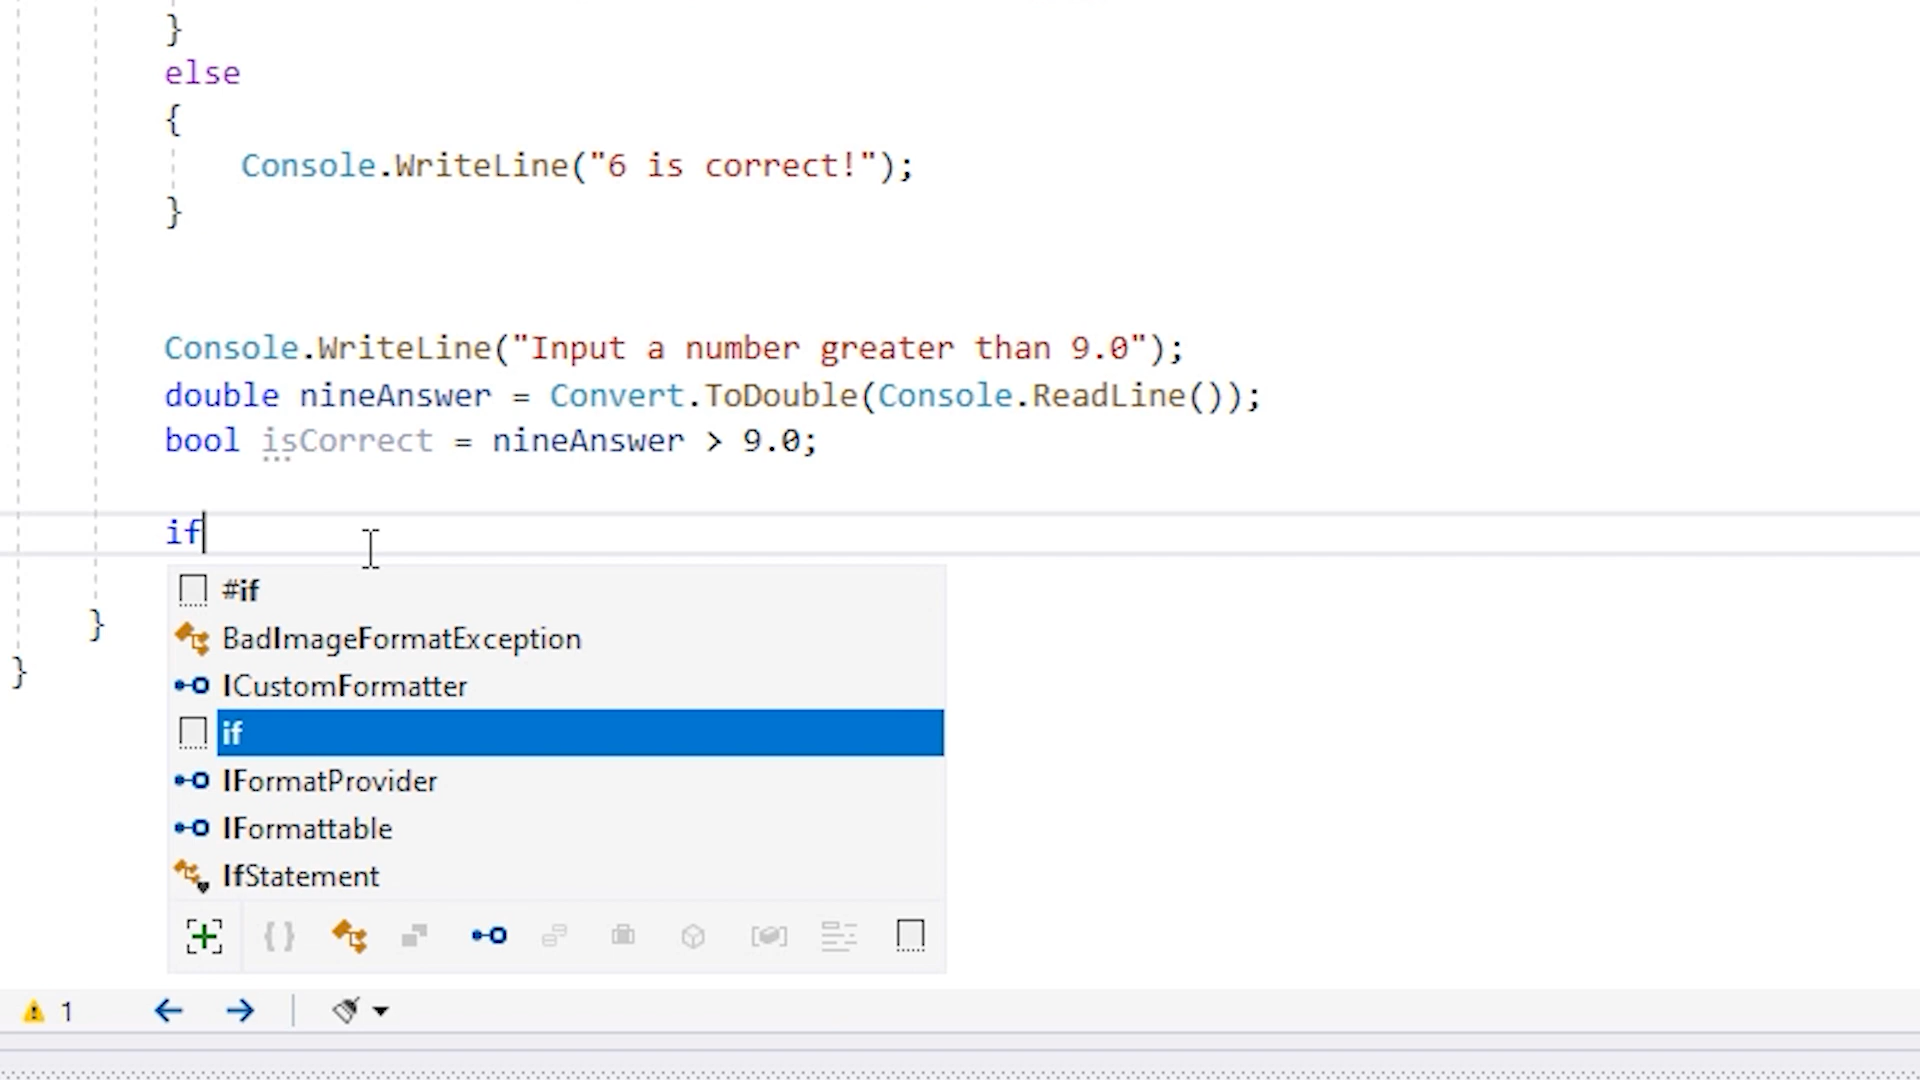 }
else
{
Console.WriteLine("6 is correct!");
}
Console.WriteLine("Input a number greater than 9.0");
double nineAnswer = Convert.ToDouble(Console.ReadLine());
bool isCorrect = nineAnswer > 9.0;
if
#if
BadImageFormatException
ICustomFormatter
if
IFormatProvider
IFormattable
IfStatement
}
}
1